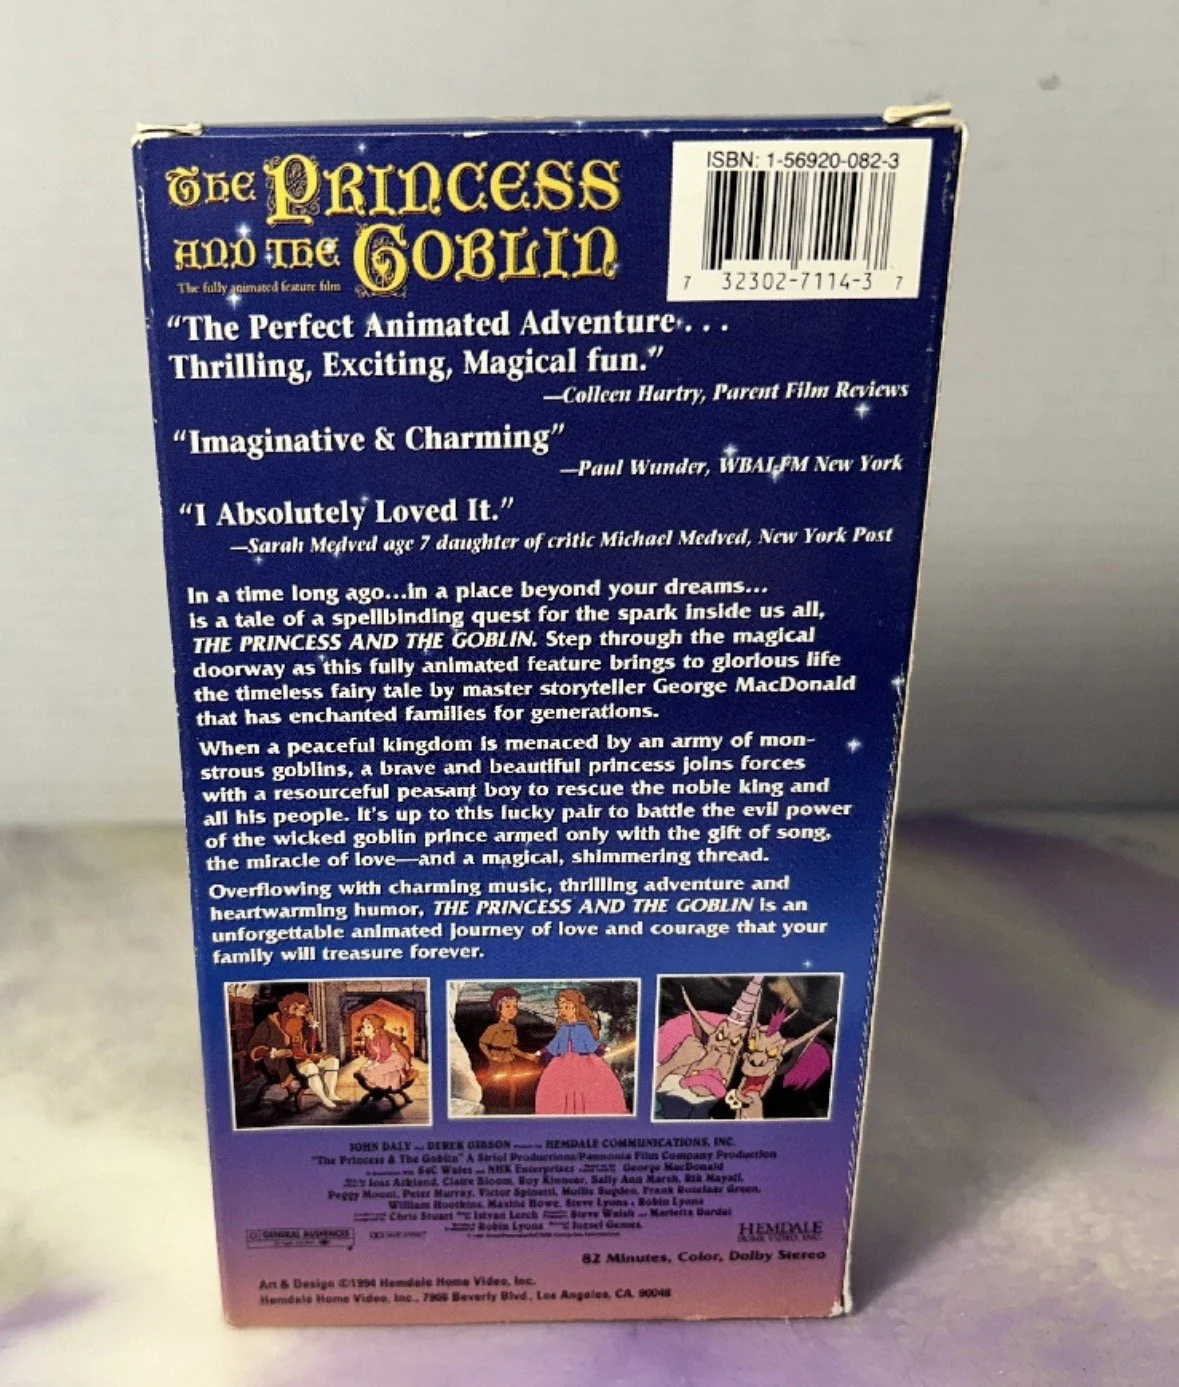 The PRINCESS
AND THE GOBLIN
The fully animated feature film
ISBN: 1-56920-082-3
7 32302-7114-3 7
“The Perfect Animated Adventure . . .
Thrilling, Exciting, Magical fun.”
—Colleen Hartry, Parent Film Reviews
“Imaginative & Charming”
—Paul Wunder, WBAI-FM New York
“I Absolutely Loved It.”
—Sarah Medved age 7 daughter of critic Michael Medved, New York Post
In a time long ago...in a place beyond your dreams...
is a tale of a spellbinding quest for the spark inside us all,
THE PRINCESS AND THE GOBLIN. Step through the magical
doorway as this fully animated feature brings to glorious life
the timeless fairy tale by master storyteller George MacDonald
that has enchanted families for generations.
When a peaceful kingdom is menaced by an army of mon-
strous goblins, a brave and beautiful princess joins forces
with a resourceful peasant boy to rescue the noble king and
all his people. It's up to this lucky pair to battle the evil power
of the wicked goblin prince armed only with the gift of song,
the miracle of love—and a magical, shimmering thread.
Overflowing with charming music, thrilling adventure and
heartwarming humor, THE PRINCESS AND THE GOBLIN is an
unforgettable animated journey of love and courage that your
family will treasure forever.
JOHN DALY DEREK GIBSON HEMDALE COMMUNICATIONS, INC.
"The Princess & The Goblin" A Siriol Productions/Pannonia Film Company Production
S4C Wales NHK Enterprises George MacDonald
Joss Ackland, Claire Bloom, Roy Kinnear, Sally Ann Marsh, Rik Mayall,
Peggy Mount, Peter Murray, Victor Spinetti, Mollie Sugden, Frank Rozelaar Green,
William Hootkins, Maxine Howe, Steve Lyons & Robin Lyons
Chris Stuart Istvan Lerch Steve Walsh Marietta Dardai
Robin Lyons Jozsef Gemes
G GENERAL AUDIENCES
HEMDALE
HOME VIDEO, INC.
82 Minutes, Color, Dolby Stereo
Art & Design ©1994 Hemdale Home Video, Inc.
Hemdale Home Video, Inc., 7966 Beverly Blvd., Los Angeles, CA. 90048